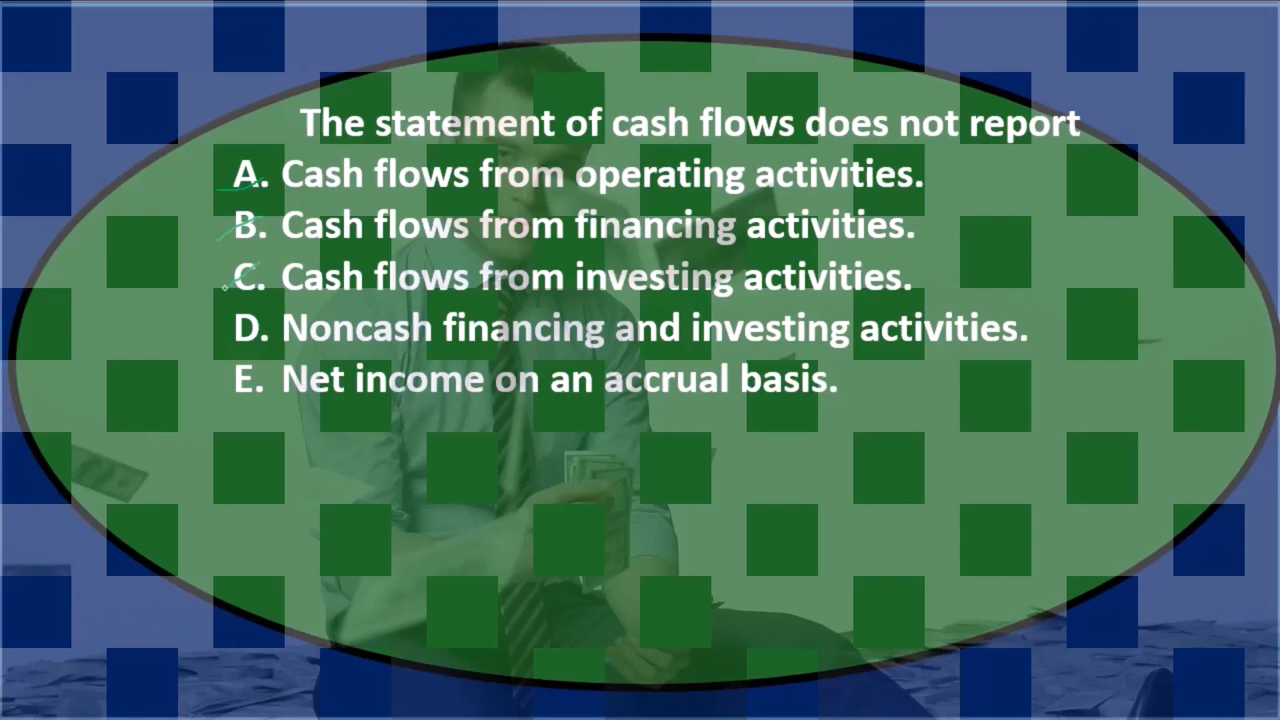 The statement of cash flows does not report
A. Cash flows from operating activities.
B. Cash flows from financing activities.
C. Cash flows from investing activities.
D. Noncash financing and investing activities.
E. Net income on an accrual basis.